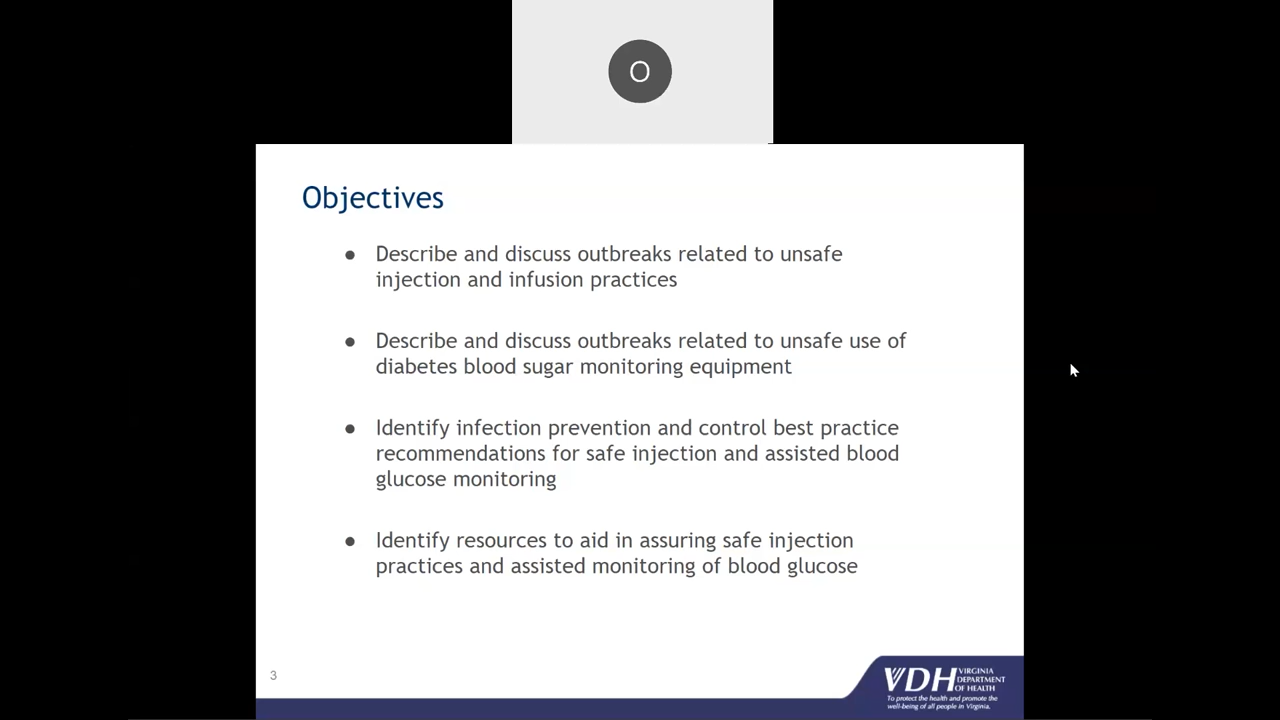 O
Objectives
● Describe and discuss outbreaks related to unsafe
injection and infusion practices
● Describe and discuss outbreaks related to unsafe use of
diabetes blood sugar monitoring equipment
● Identify infection prevention and control best practice
recommendations for safe injection and assisted blood
glucose monitoring
● Identify resources to aid in assuring safe injection
practices and assisted monitoring of blood glucose
3
VDH VIRGINIA
DEPARTMENT
OF HEALTH
To protect the health and promote the
well-being of all people in Virginia.